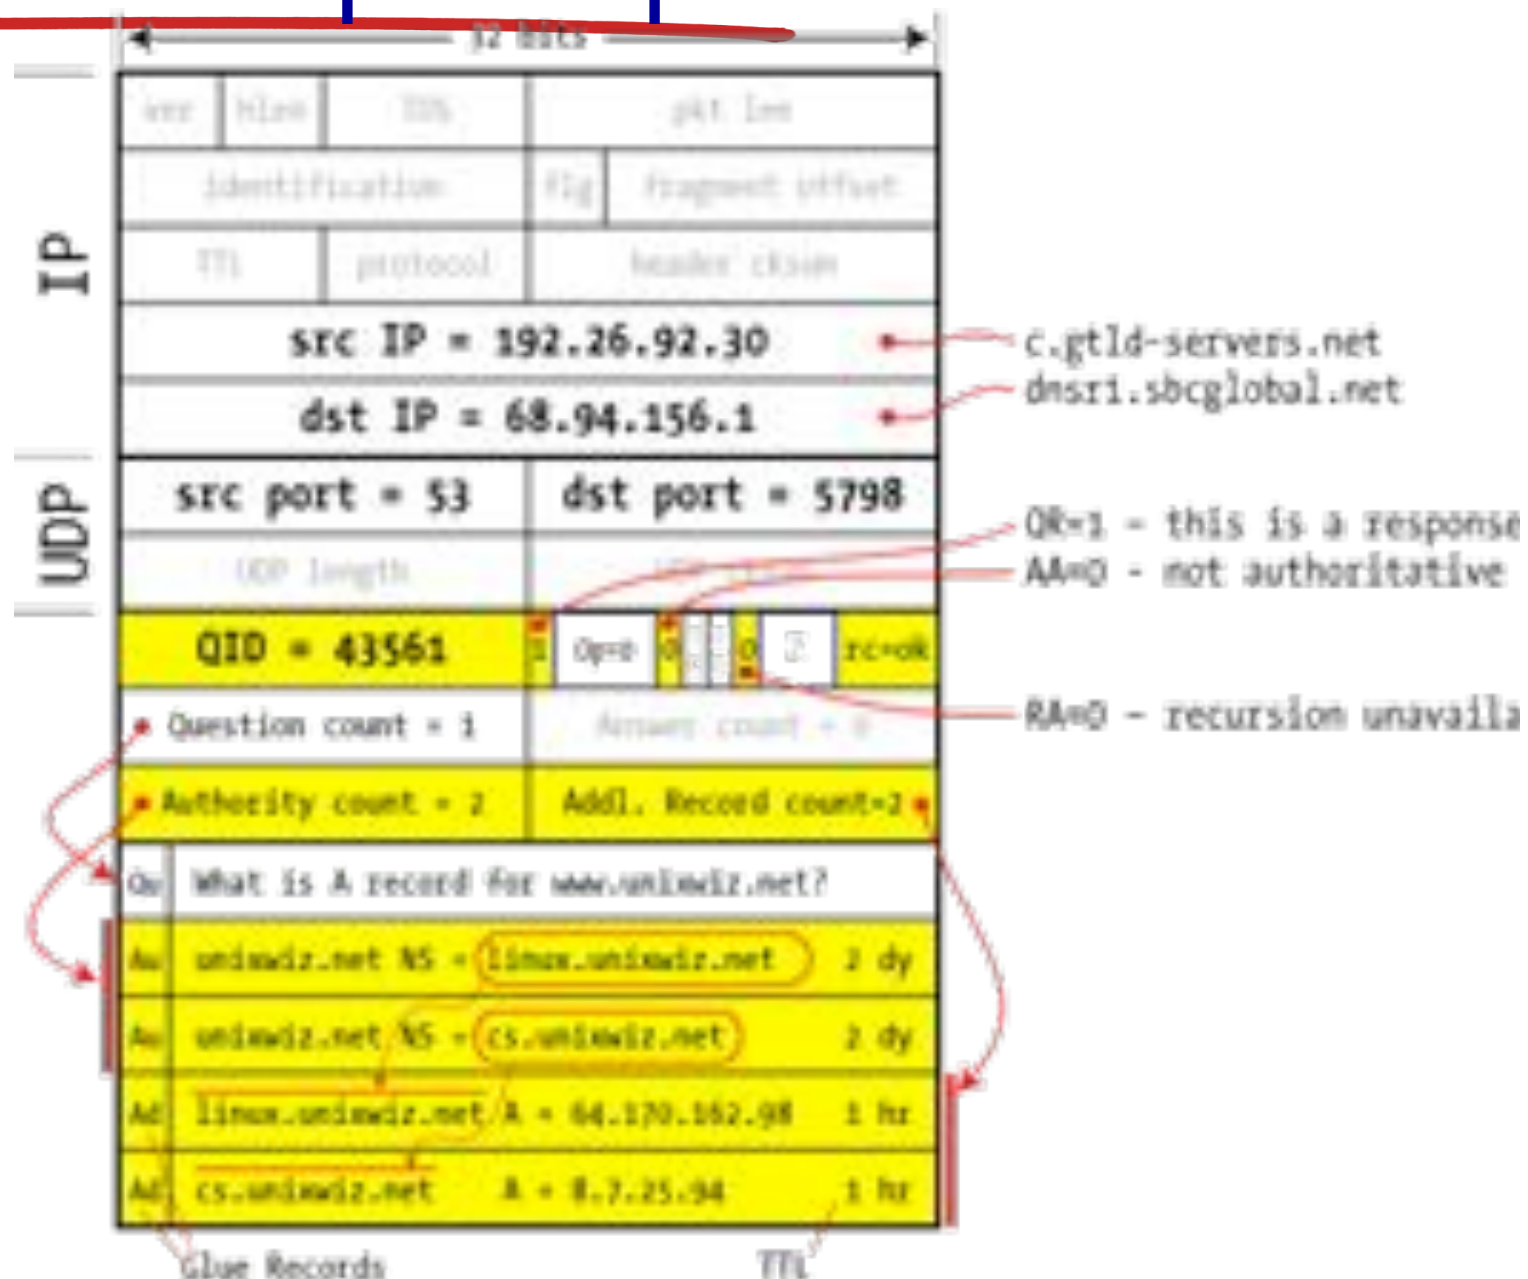 32 bits
ver hlen TOS pkt len
identification flg fragment offset
TTL protocol header cksum
IP
src IP = 192.26.92.30
c.gtld-servers.net
dst IP = 68.94.156.1
dnsr1.sbcglobal.net
UDP
src port = 53 dst port = 5798
QR=1 - this is a response
UDP length
AA=0 - not authoritative
QID = 43561 1 Op=0 0 0 rc=ok
Question count = 1 Answer count = 0
RA=0 - recursion unavaila
Authority count = 2 Addl. Record count=2
Qu What is A record for www.unixwiz.net?
Au unixwiz.net NS = linux.unixwiz.net 2 dy
Au unixwiz.net NS = cs.unixwiz.net 2 dy
Ad linux.unixwiz.net A = 64.170.162.98 1 hr
Ad cs.unixwiz.net A = 8.7.25.94 1 hr
Glue Records TTL